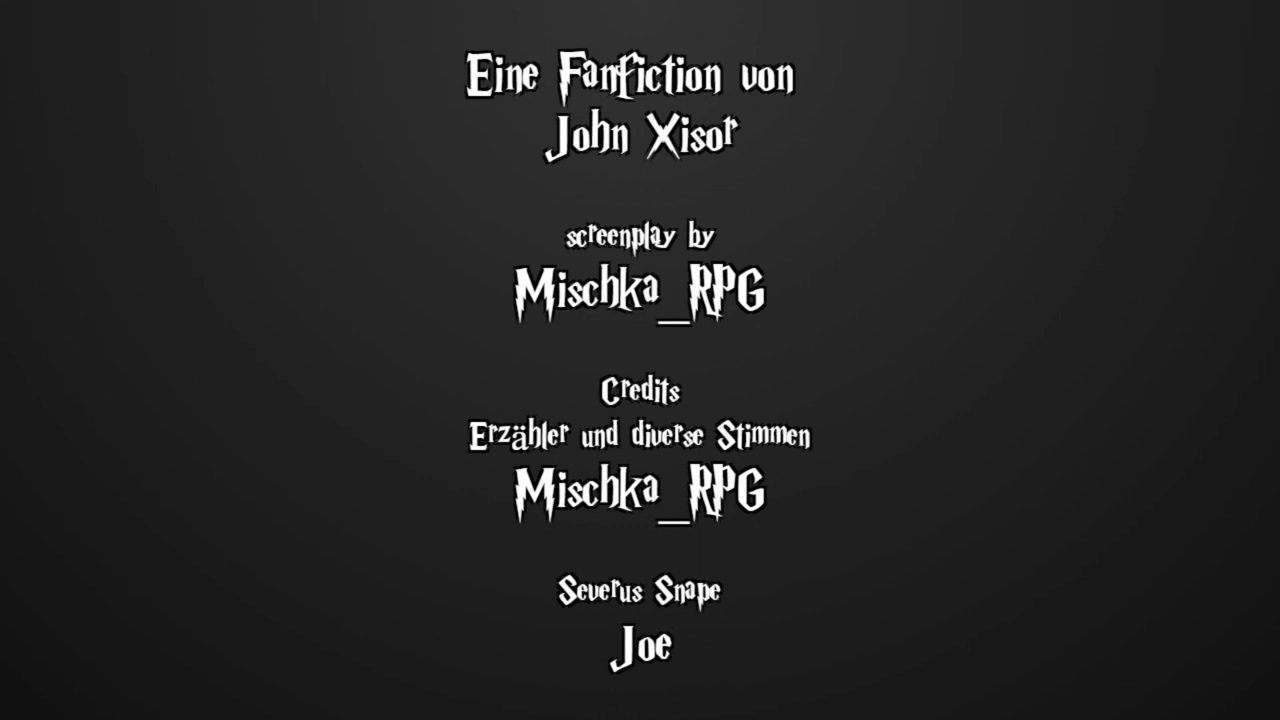 Eine Fanfiction von
John Xisor
screenplay by
Mischka_RPG
Credits
Erzähler und diverse Stimmen
Mischka_RPG
Severus Snape
Joe